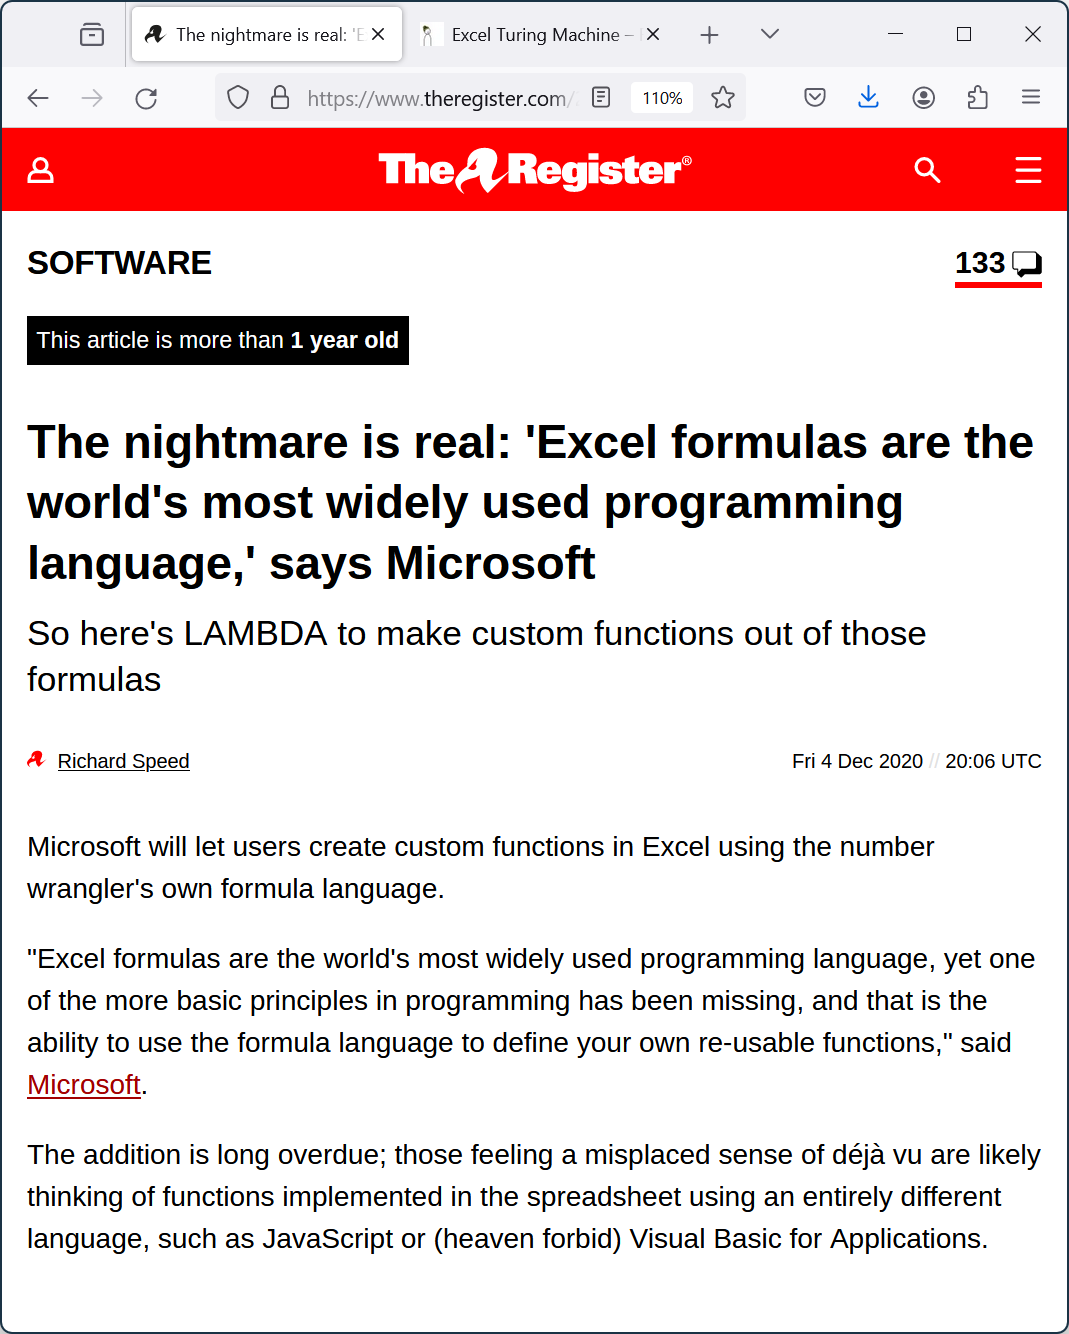 The nightmare is real: 'E
Excel Turing Machine –
https://www.theregister.com/
110%
The Register®
SOFTWARE
133
This article is more than 1 year old
The nightmare is real: 'Excel formulas are the
world's most widely used programming
language,' says Microsoft
So here's LAMBDA to make custom functions out of those
formulas
Richard Speed
Fri 4 Dec 2020 // 20:06 UTC
Microsoft will let users create custom functions in Excel using the number
wrangler's own formula language.
"Excel formulas are the world's most widely used programming language, yet one
of the more basic principles in programming has been missing, and that is the
ability to use the formula language to define your own re-usable functions," said
Microsoft.
The addition is long overdue; those feeling a misplaced sense of déjà vu are likely
thinking of functions implemented in the spreadsheet using an entirely different
language, such as JavaScript or (heaven forbid) Visual Basic for Applications.